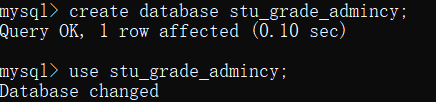 mysql> create database stu_grade_admincy;
Query OK, 1 row affected (0.10 sec)
mysql> use stu_grade_admincy;
Database changed